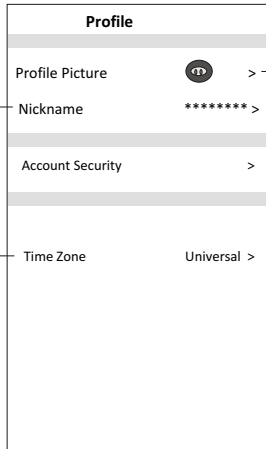 Profile
Profile Picture >
Nickname ******** >
Account Security >
Time Zone Universal >